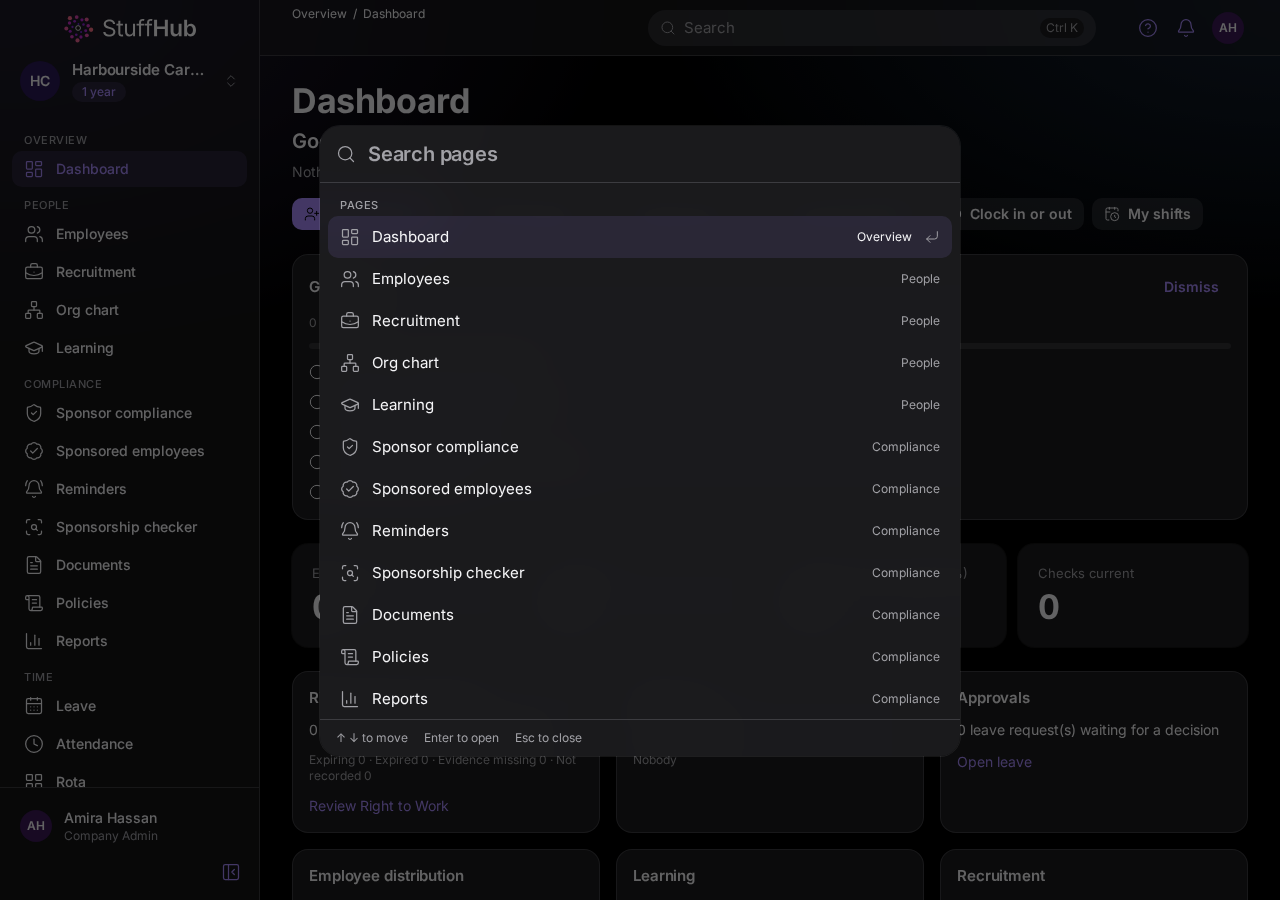 StuffHub
HC
Harbourside Car...
1 year
OVERVIEW
Dashboard
PEOPLE
Employees
Recruitment
Org chart
Learning
COMPLIANCE
Sponsor compliance
Sponsored employees
Reminders
Sponsorship checker
Documents
Policies
Reports
TIME
Leave
Attendance
Rota
AH
Amira Hassan
Company Admin
Overview / Dashboard
Search
Ctrl K
AH
Dashboard
Search pages
PAGES
Dashboard Overview
Employees People
Recruitment People
Org chart People
Learning People
Sponsor compliance Compliance
Sponsored employees Compliance
Reminders Compliance
Sponsorship checker Compliance
Documents Compliance
Policies Compliance
Reports Compliance
↑ ↓ to move Enter to open Esc to close
Clock in or out
My shifts
Dismiss
Checks current
0
Expiring 0 · Expired 0 · Evidence missing 0 · Not
recorded 0
Review Right to Work
Nobody
Approvals
0 leave request(s) waiting for a decision
Open leave
Employee distribution
Learning
Recruitment